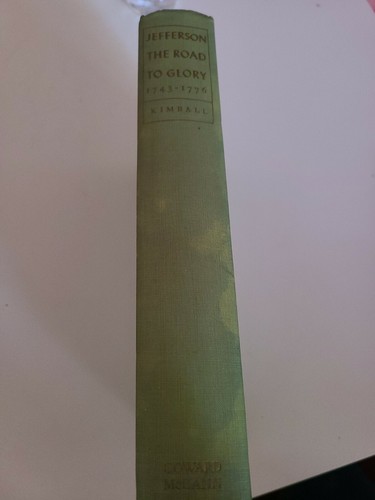 JEFFERSON
THE ROAD
TO GLORY
1743 · 1776
KIMBALL
COWARD
McCANN